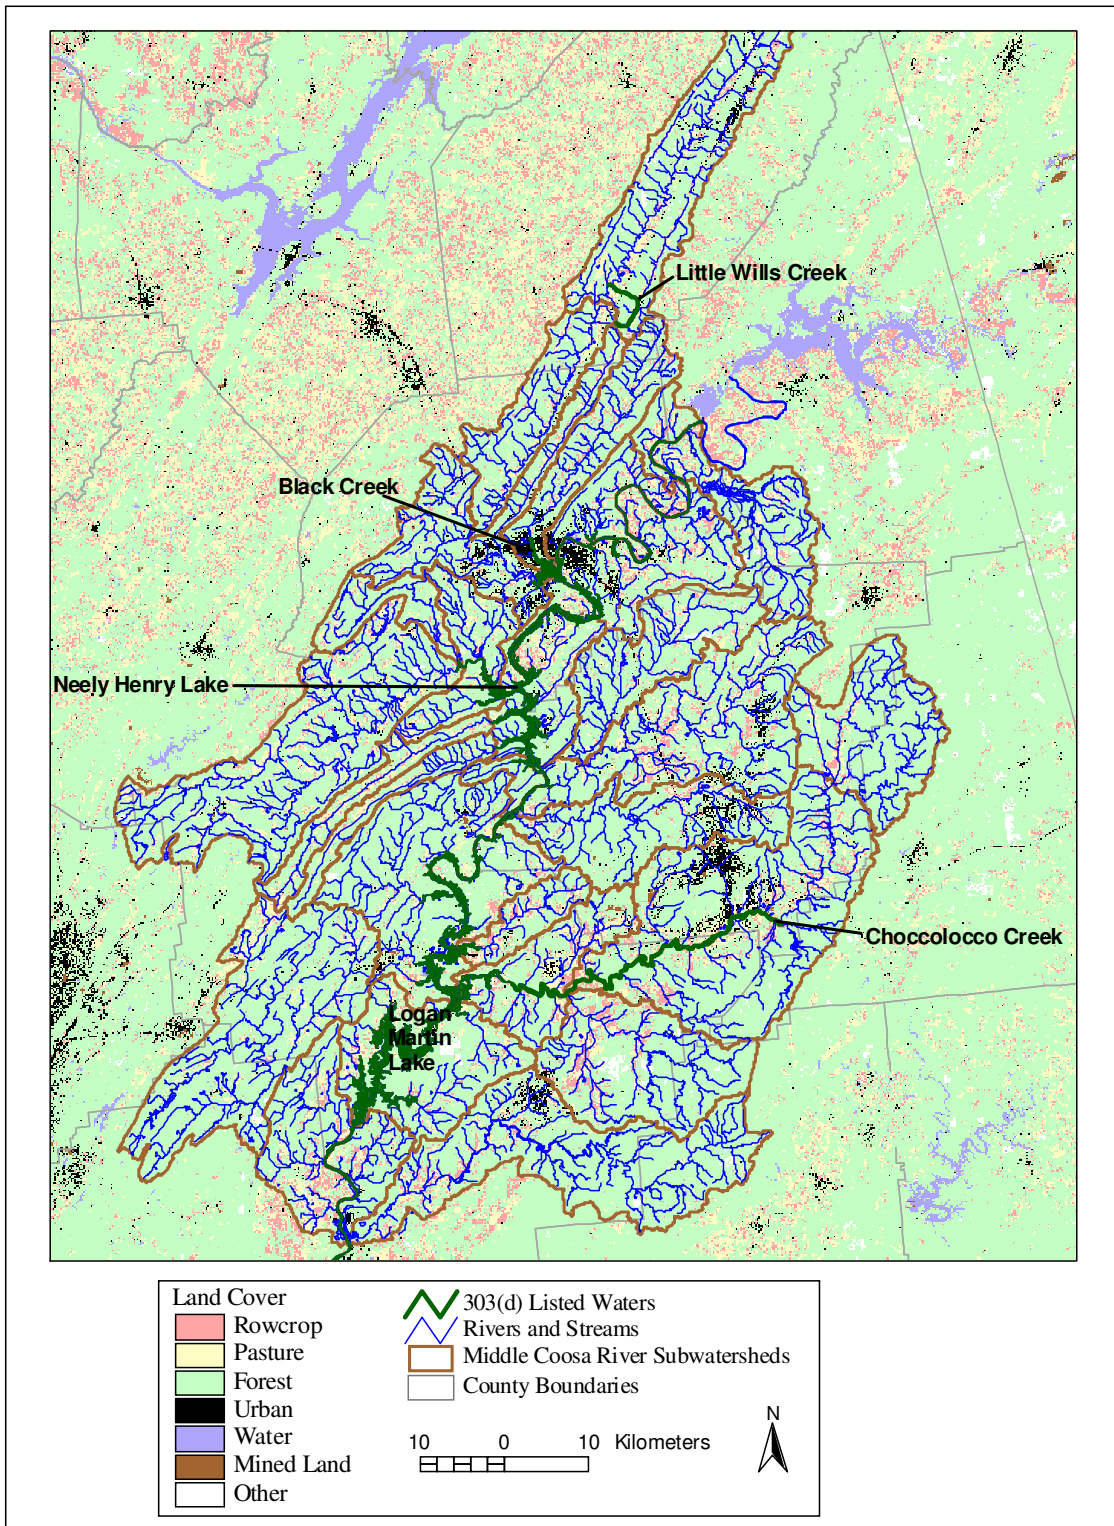 Little Wills Creek
Black Creek
Neely Henry Lake
Choccolocco Creek
Logan
Martin
Lake
Land Cover
Rowcrop
Pasture
Forest
Urban
Water
Mined Land
Other
303(d) Listed Waters
Rivers and Streams
Middle Coosa River Subwatersheds
County Boundaries
10 0 10 Kilometers
N